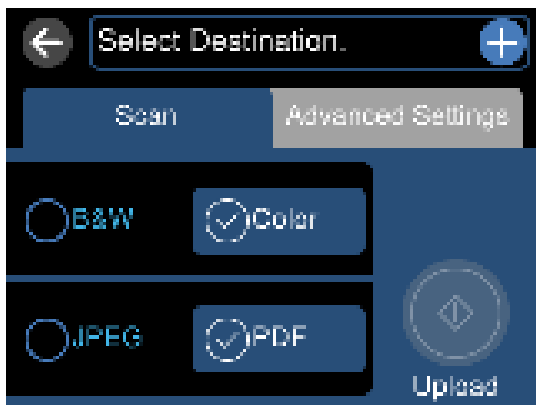 Select Destination.
Scan Advanced Settings
B&W Color
JPEG PDF
Upload